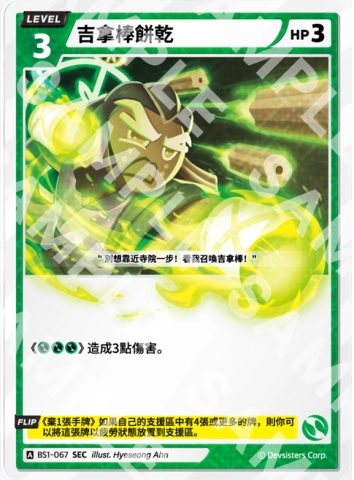 LEVEL
3
吉拿棒餅乾
HP3
"別想靠近寺院一步！看我召喚吉拿棒！"
《》造成3點傷害。
FLIP《棄1張手牌》如果自己的支援區中有4張或更多的牌，則你可
以將這張牌以疲勞狀態放置到支援區。
A BS1-067 SEC illust. Hyeseong Ahn
© Devsisters Corp.
SAMPLE